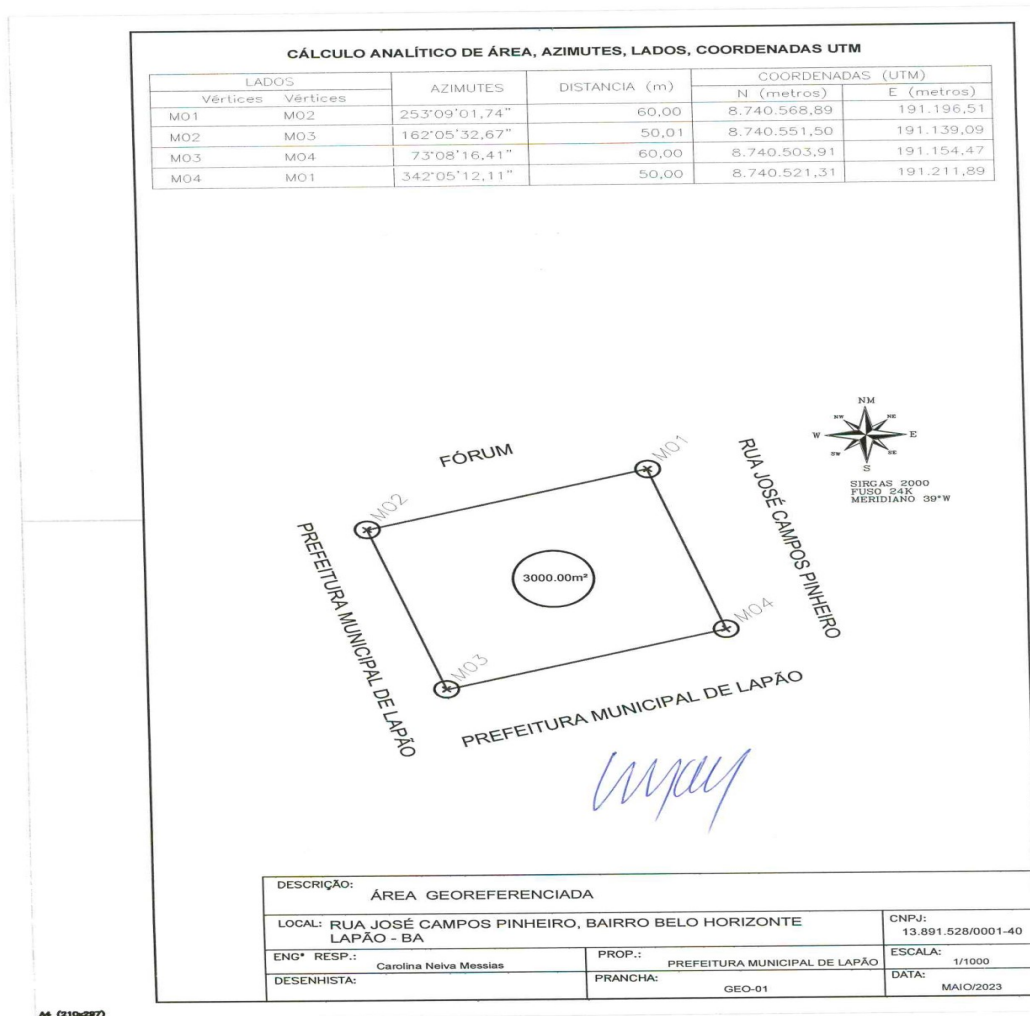 CÁLCULO ANALÍTICO DE ÁREA, AZIMUTES, LADOS, COORDENADAS UTM
LADOS AZIMUTES DISTANCIA (m) COORDENADAS (UTM)
Vértices Vértices N (metros) E (metros)
M01 M02 253°09'01,74" 60,00 8.740.568,89 191.196,51
M02 M03 162°05'32,67" 50,01 8.740.551,50 191.139,09
M03 M04 73°08'16,41" 60,00 8.740.503,91 191.154,47
M04 M01 342°05'12,11" 50,00 8.740.521,31 191.211,89
NM
NW NE
W E
SW SE
S
SIRGAS 2000
FUSO 24K
MERIDIANO 39°W
FÓRUM
M01
RUA JOSÉ CAMPOS PINHEIRO
M02
PREFEITURA MUNICIPAL DE LAPÃO
3000.00m²
M04
M03
PREFEITURA MUNICIPAL DE LAPÃO
DESCRIÇÃO: ÁREA GEOREFERENCIADA
LOCAL: RUA JOSÉ CAMPOS PINHEIRO, BAIRRO BELO HORIZONTE
LAPÃO - BA
CNPJ:
13.891.528/0001-40
ENG° RESP.: Carolina Neiva Messias
PROP.: PREFEITURA MUNICIPAL DE LAPÃO
ESCALA: 1/1000
DESENHISTA:
PRANCHA: GEO-01
DATA: MAIO/2023
A4 (210x297)